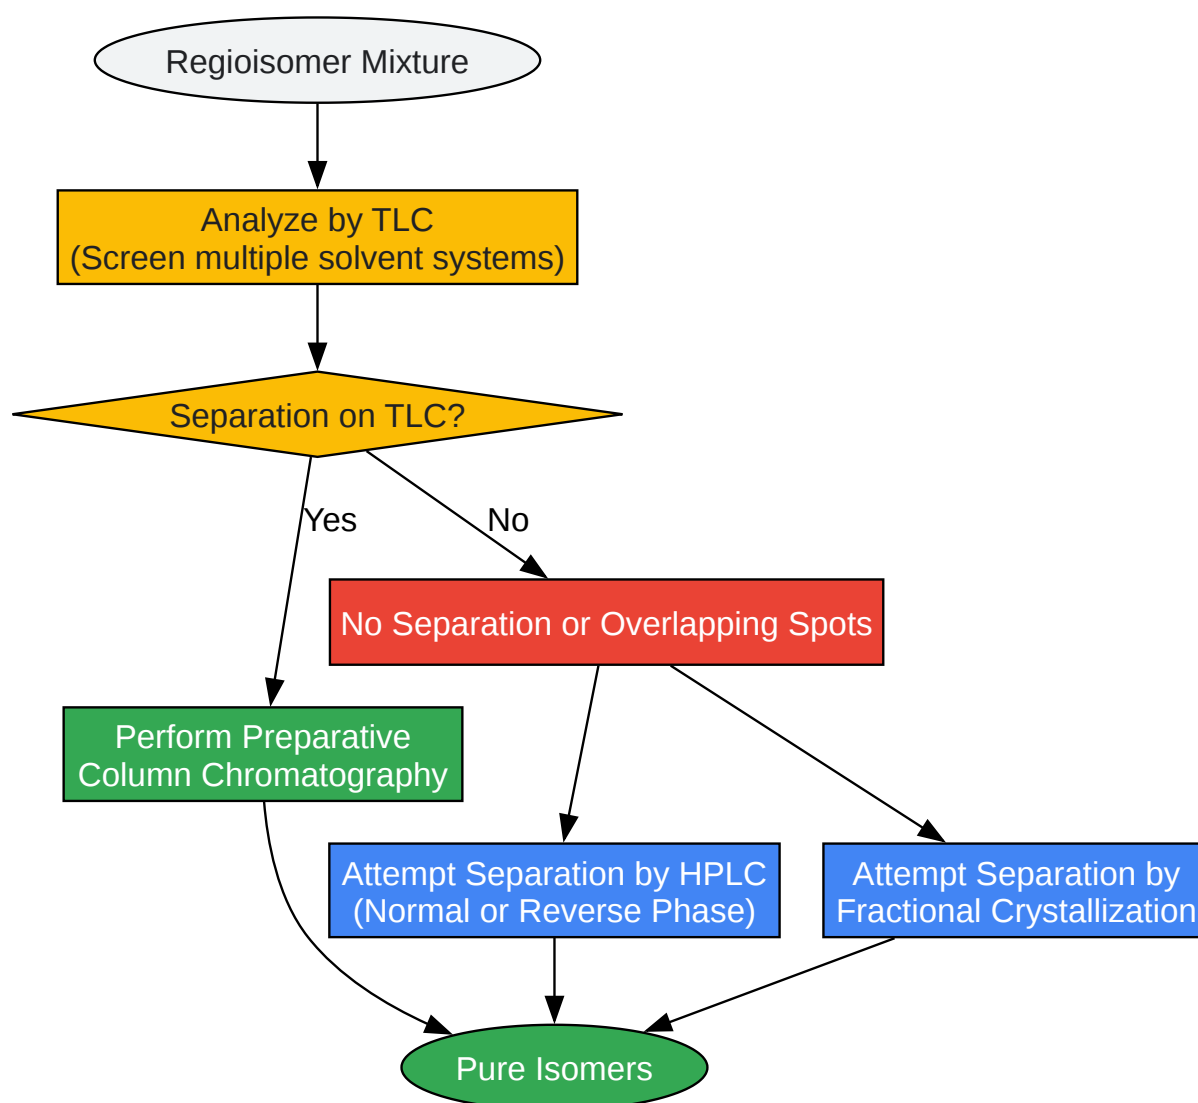 Regioisomer Mixture
Analyze by TLC
(Screen multiple solvent systems)
Separation on TLC?
Yes
No
No Separation or Overlapping Spots
Perform Preparative
Column Chromatography
Attempt Separation by HPLC
(Normal or Reverse Phase)
Attempt Separation by
Fractional Crystallization
Pure Isomers